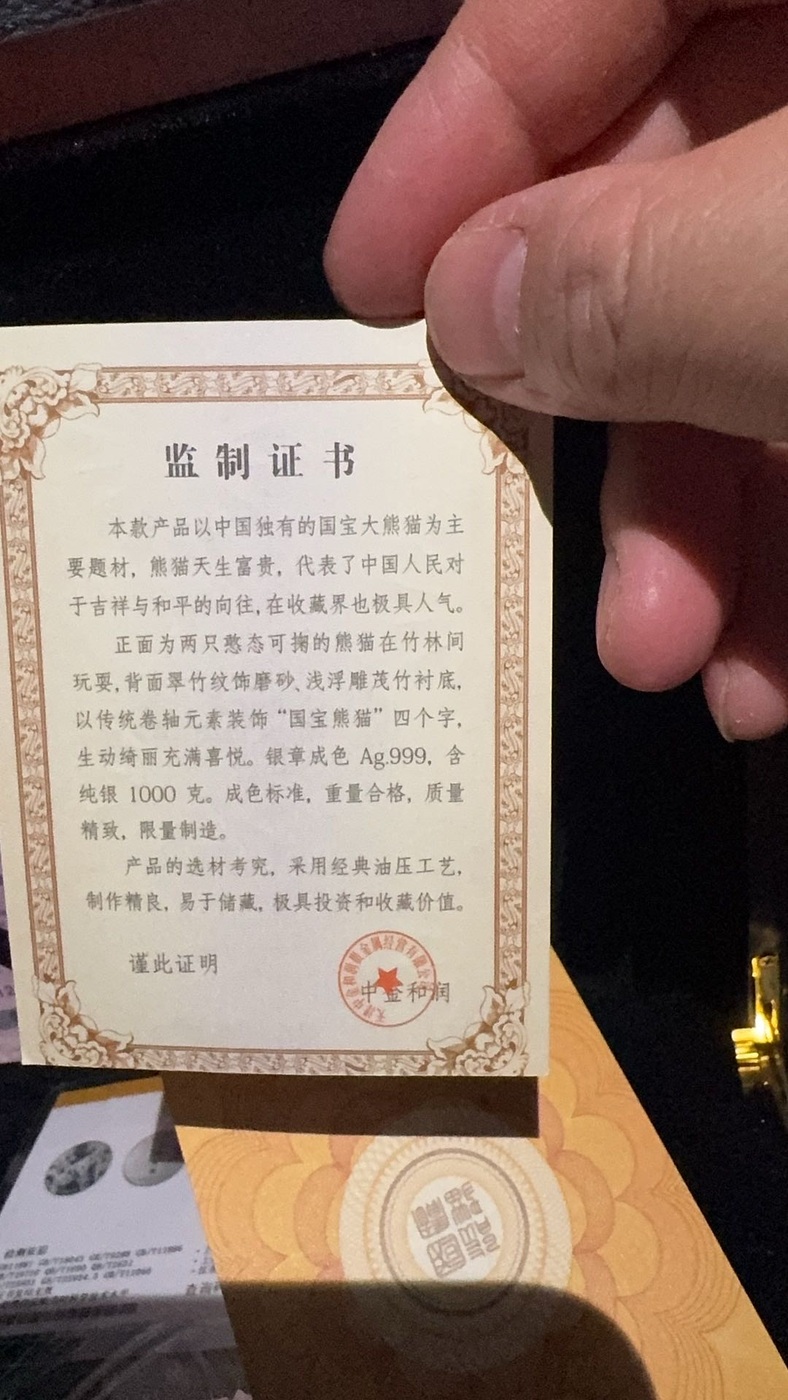 监制证书
本款产品以中国独有的国宝大熊猫为主
要题材，熊猫天生富贵，代表了中国人民对
于吉祥与和平的向往，在收藏界也极具人气。
正面为两只憨态可掬的熊猫在竹林间
玩耍，背面翠竹纹饰磨砂、浅浮雕茂竹衬底，
以传统卷轴元素装饰“国宝熊猫”四个字，
生动绮丽充满喜悦。银章成色 Ag.999，含
纯银 1000 克。成色标准，重量合格，质量
精致，限量制造。
产品的选材考究，采用经典油压工艺，
制作精良，易于储藏，极具投资和收藏价值。
谨此证明
中金和润